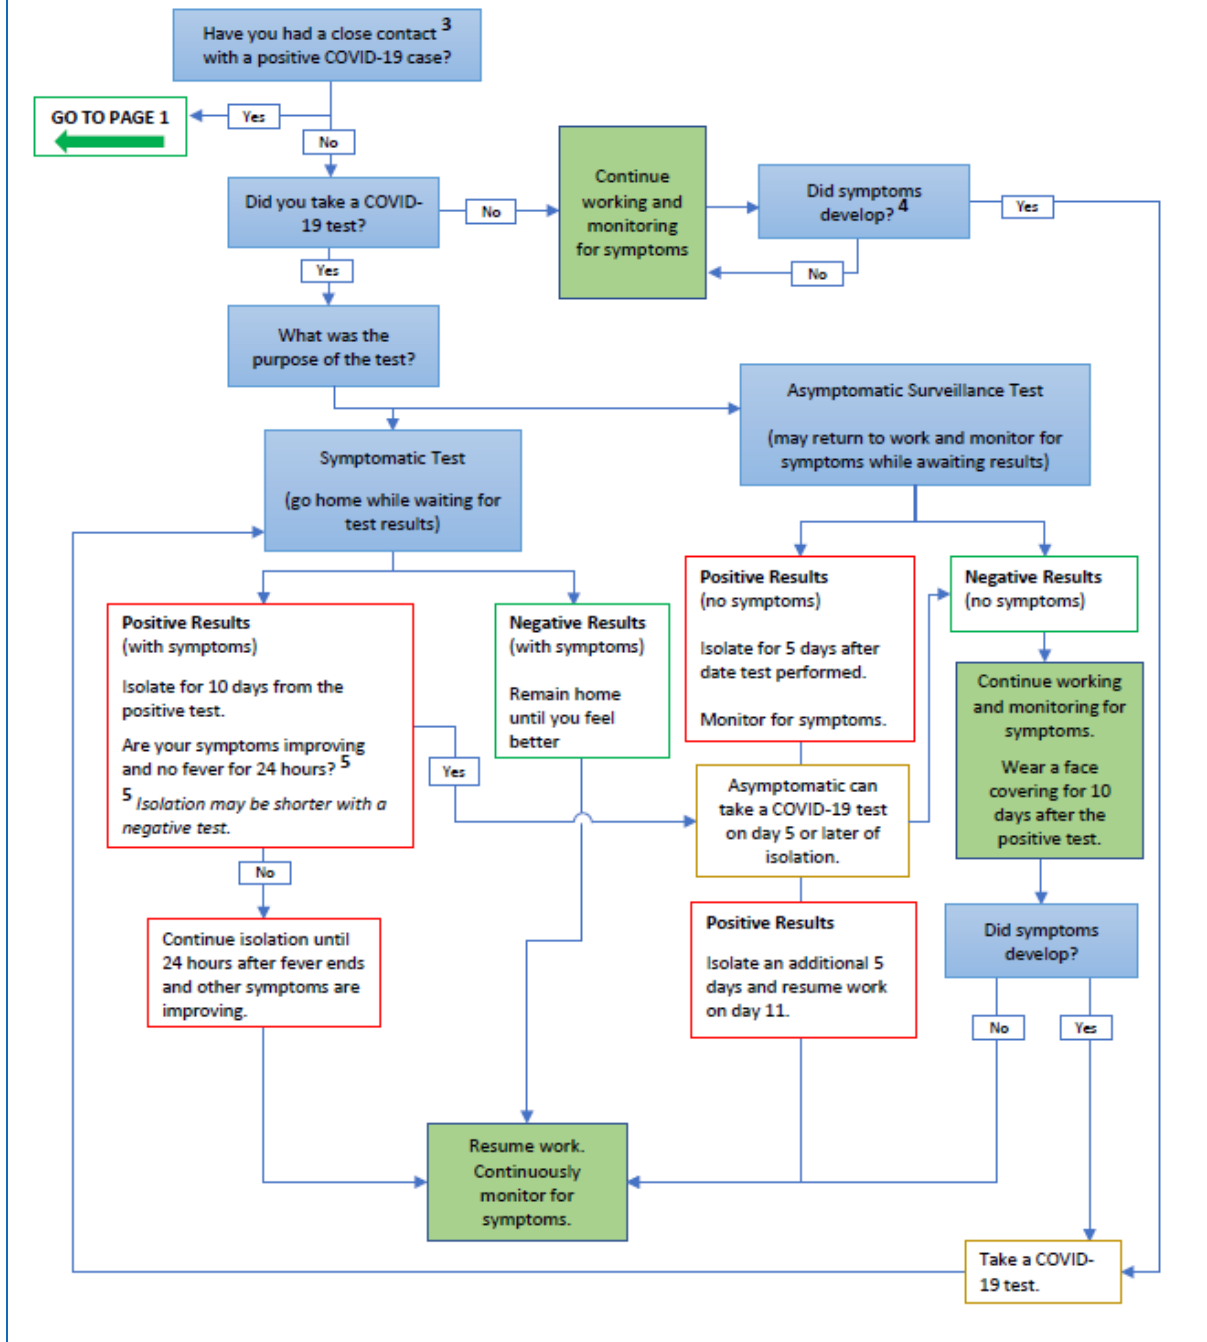 Have you had a close contact 3
with a positive COVID-19 case?
GO TO PAGE 1
Yes
No
Did you take a COVID-
19 test?
No
Continue
working and
monitoring
for symptoms
Did symptoms
develop? 4
Yes
No
Yes
What was the
purpose of the test?
Asymptomatic Surveillance Test
(may return to work and monitor for
symptoms while awaiting results)
Symptomatic Test
(go home while waiting for
test results)
Positive Results
(with symptoms)
Isolate for 10 days from the
positive test.
Are your symptoms improving
and no fever for 24 hours? 5
5 Isolation may be shorter with a
negative test.
Yes
No
Negative Results
(with symptoms)
Remain home
until you feel
better
Positive Results
(no symptoms)
Isolate for 5 days after
date test performed.
Monitor for symptoms.
Negative Results
(no symptoms)
Asymptomatic can
take a COVID-19 test
on day 5 or later of
isolation.
Continue working
and monitoring for
symptoms.
Wear a face
covering for 10
days after the
positive test.
Continue isolation until
24 hours after fever ends
and other symptoms are
improving.
Positive Results
Isolate an additional 5
days and resume work
on day 11.
Did symptoms
develop?
No
Yes
Resume work.
Continuously
monitor for
symptoms.
Take a COVID-
19 test.